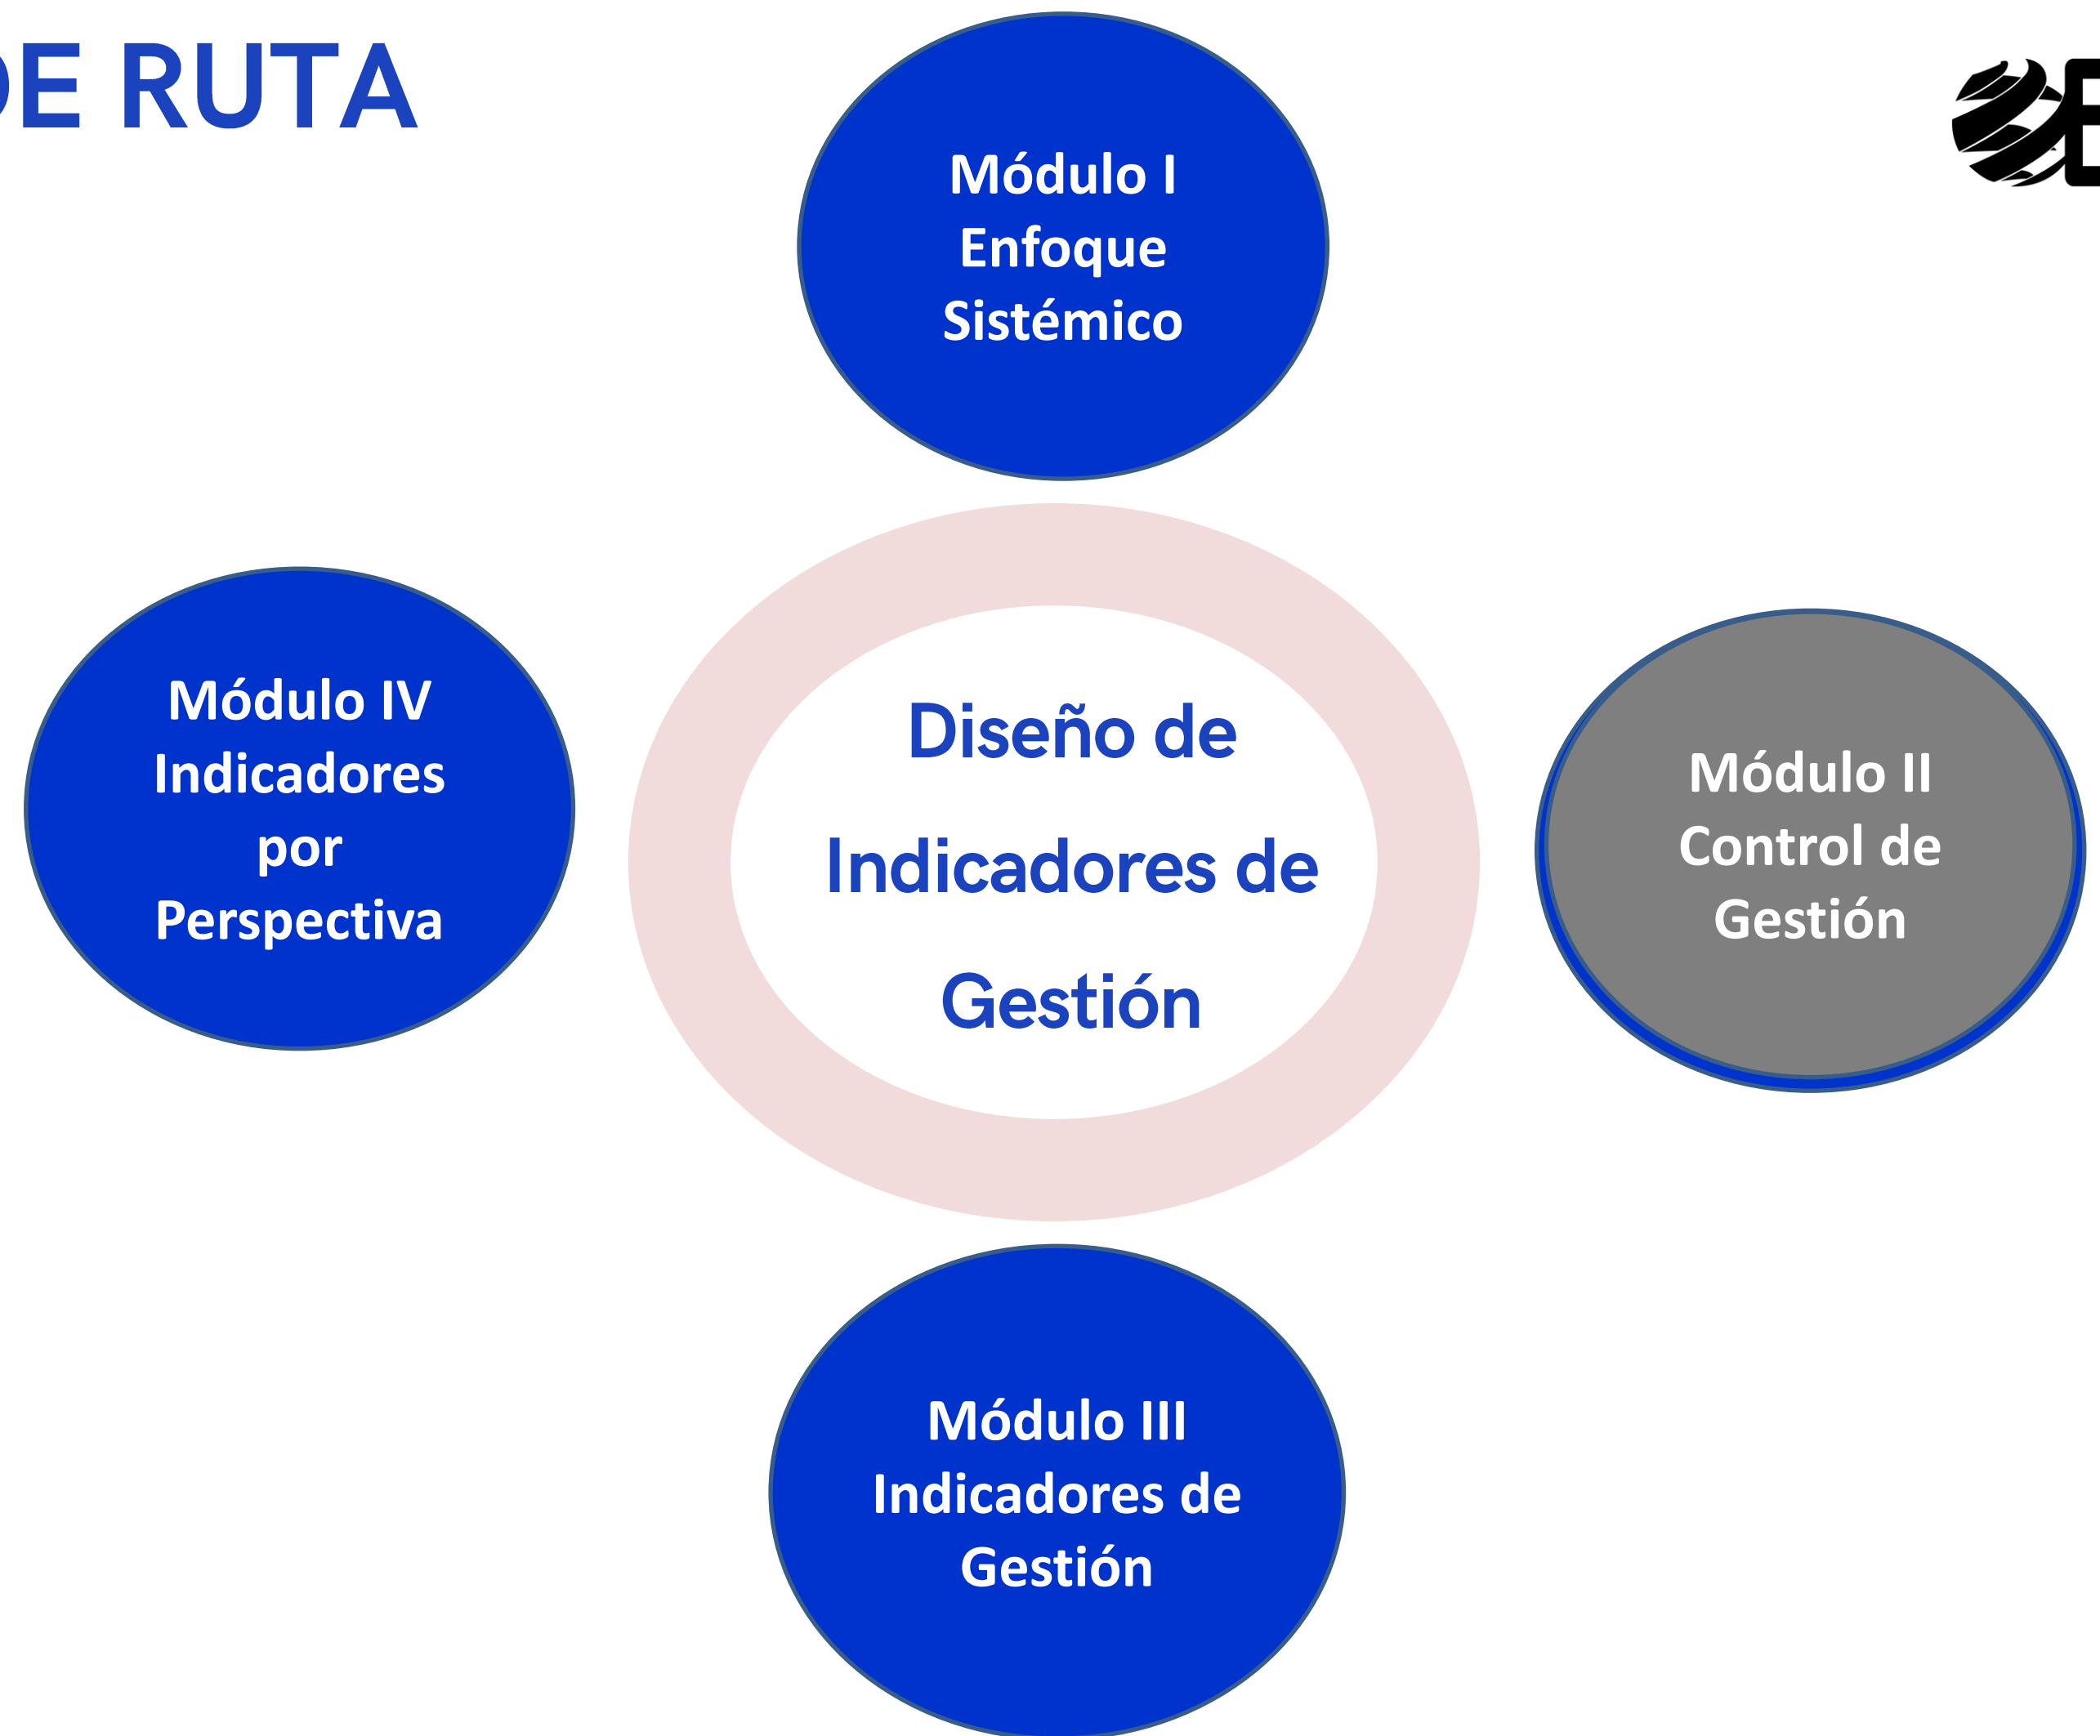 DE RUTA
Módulo I
Enfoque
Sistémico
Módulo IV
Indicadores
por
Perspectiva
Diseño de
Indicadores de
Gestión
Módulo II
Control de
Gestión
Módulo III
Indicadores de
Gestión